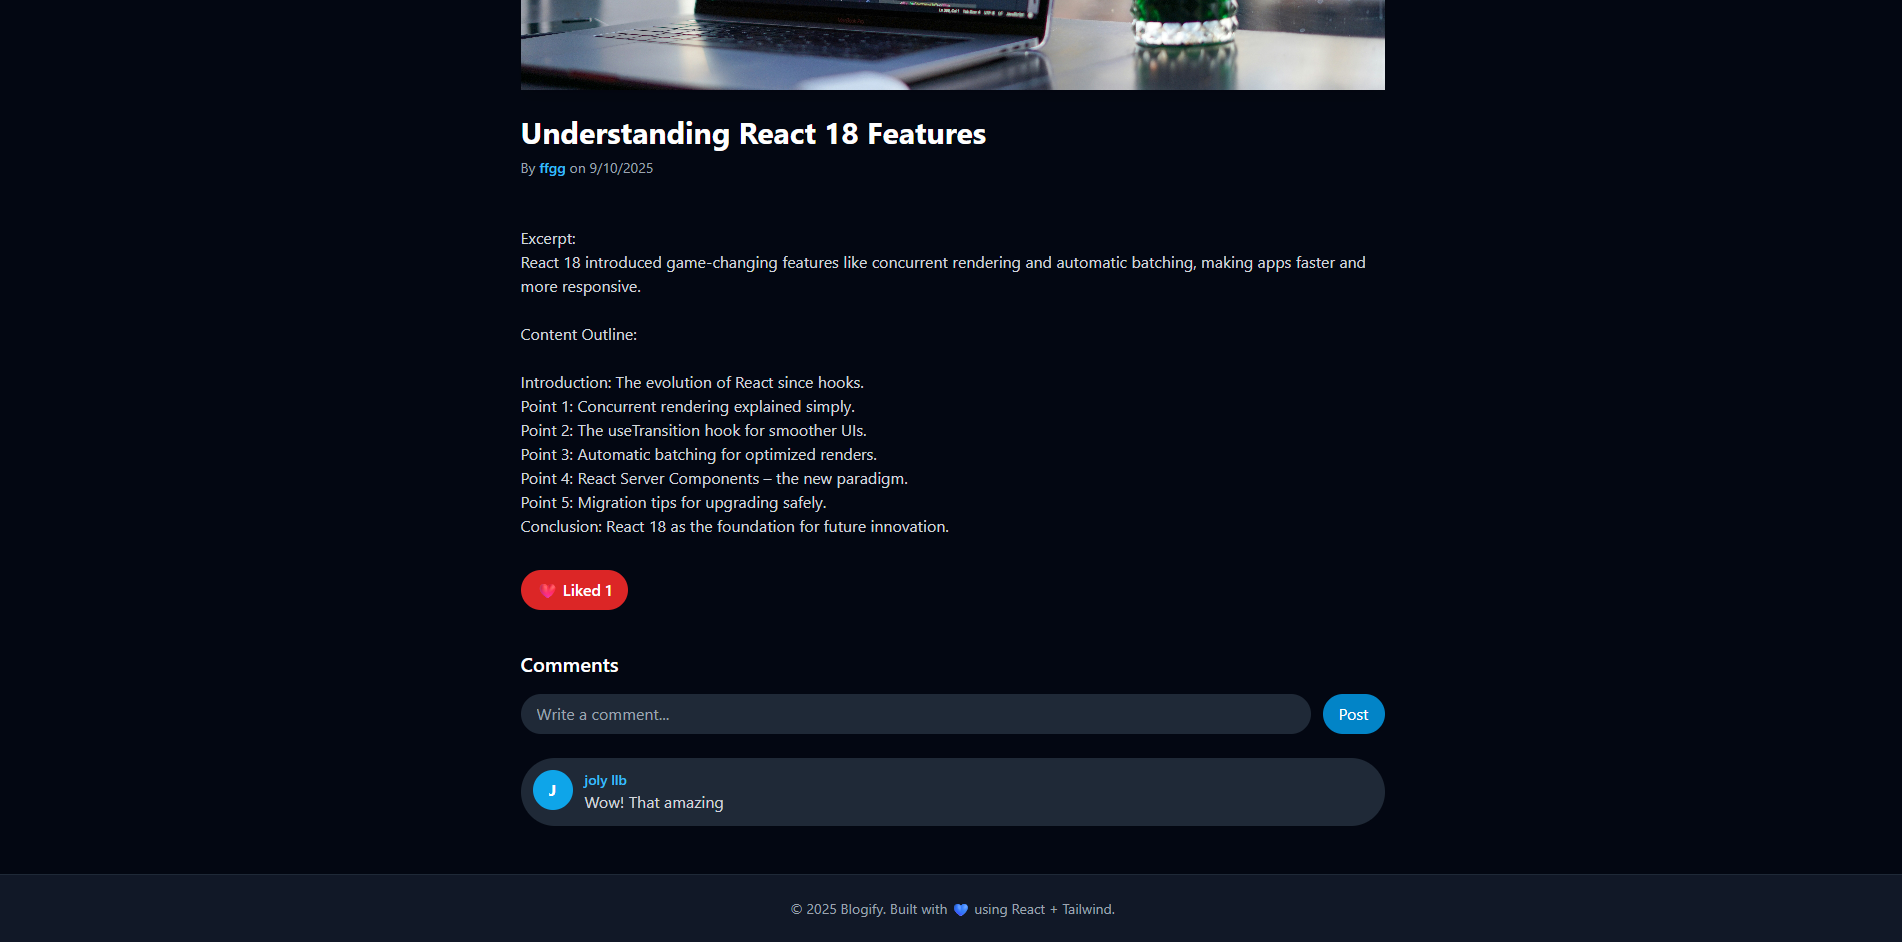 Understanding React 18 Features
By ffgg on 9/10/2025
Excerpt:
React 18 introduced game-changing features like concurrent rendering and automatic batching, making apps faster and
more responsive.
Content Outline:
Introduction: The evolution of React since hooks.
Point 1: Concurrent rendering explained simply.
Point 2: The useTransition hook for smoother UIs.
Point 3: Automatic batching for optimized renders.
Point 4: React Server Components – the new paradigm.
Point 5: Migration tips for upgrading safely.
Conclusion: React 18 as the foundation for future innovation.
💗 Liked 1
Comments
Write a comment...
Post
J
joly llb
Wow! That amazing
© 2025 Blogify. Built with 💙 using React + Tailwind.